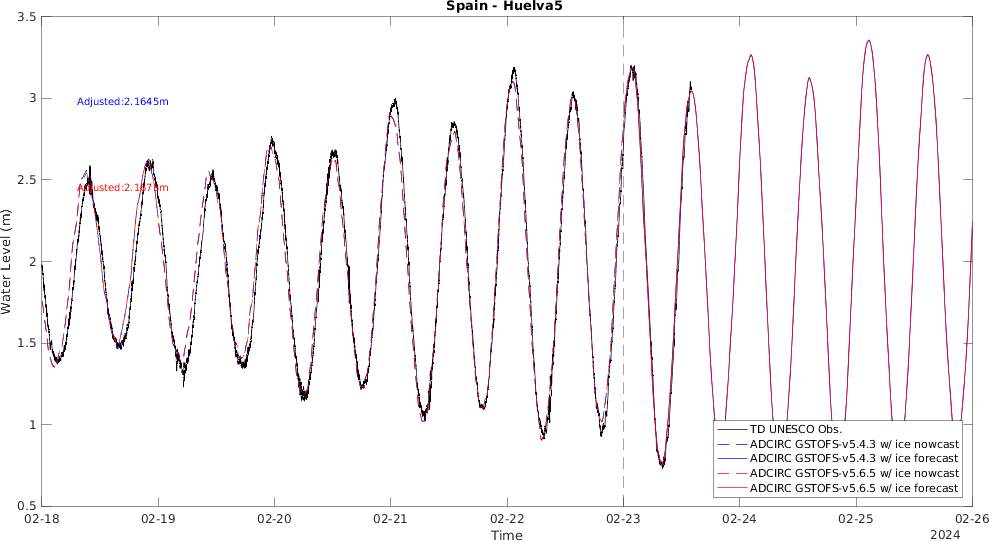 Spain - Huelva5
3.5
3
2.5
2
1.5
1
0.5
Water Level (m)
Adjusted:2.1645m
TD UNESCO Obs.
ADCIRC GSTOFS-v5.4.3 w/ ice nowcast
ADCIRC GSTOFS-v5.4.3 w/ ice forecast
ADCIRC GSTOFS-v5.6.5 w/ ice nowcast
ADCIRC GSTOFS-v5.6.5 w/ ice forecast
02-18
02-19
02-20
02-21
02-22
02-23
02-24
02-25
02-26
Time
2024